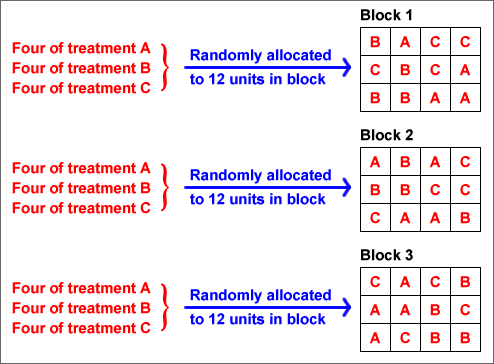 Block 1
Four of treatment A
Four of treatment B
Four of treatment C
Randomly allocated
to 12 units in block
B A C C
C B C A
B B A A
Block 2
Four of treatment A
Four of treatment B
Four of treatment C
Randomly allocated
to 12 units in block
A B A C
B B C C
C A A B
Block 3
Four of treatment A
Four of treatment B
Four of treatment C
Randomly allocated
to 12 units in block
C A C B
A A B C
A C B B